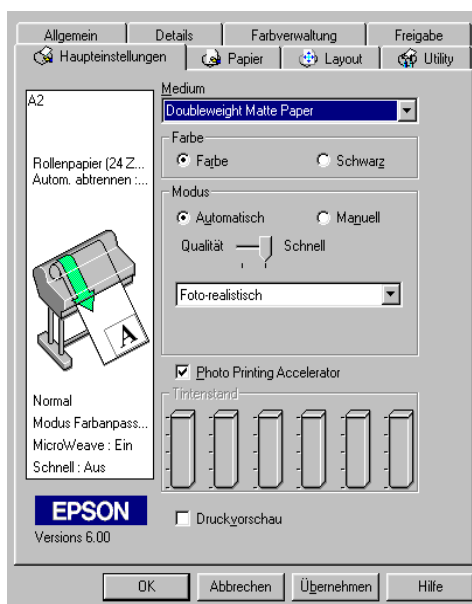 Allgemein Details Farbverwaltung Freigabe
Haupteinstellungen Papier Layout Utility
A2
Rollenpapier (24 Z...
Autom. abtrennen :...
A
Normal
Modus Farbanpass...
MicroWeave : Ein
Schnell : Aus
EPSON
Versions 6.00
Medium
Doubleweight Matte Paper
Farbe
Farbe Schwarz
Modus
Automatisch Manuell
Qualität Schnell
Foto-realistisch
Photo Printing Accelerator
Tintenstand
Druckvorschau
OK Abbrechen Übernehmen Hilfe